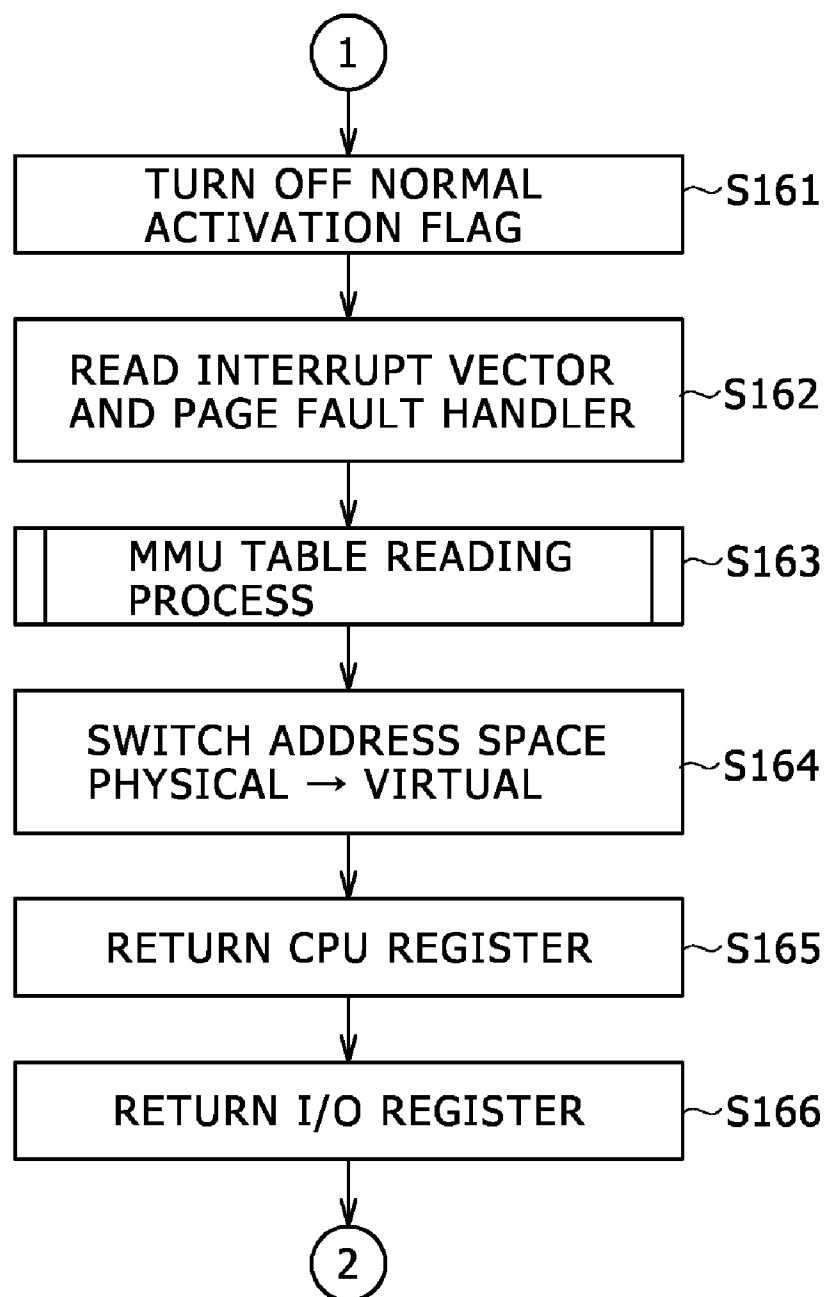 1
TURN OFF NORMAL
ACTIVATION FLAG
S161
READ INTERRUPT VECTOR
AND PAGE FAULT HANDLER
S162
MMU TABLE READING
PROCESS
S163
SWITCH ADDRESS SPACE
PHYSICAL → VIRTUAL
S164
RETURN CPU REGISTER
S165
RETURN I/O REGISTER
S166
2